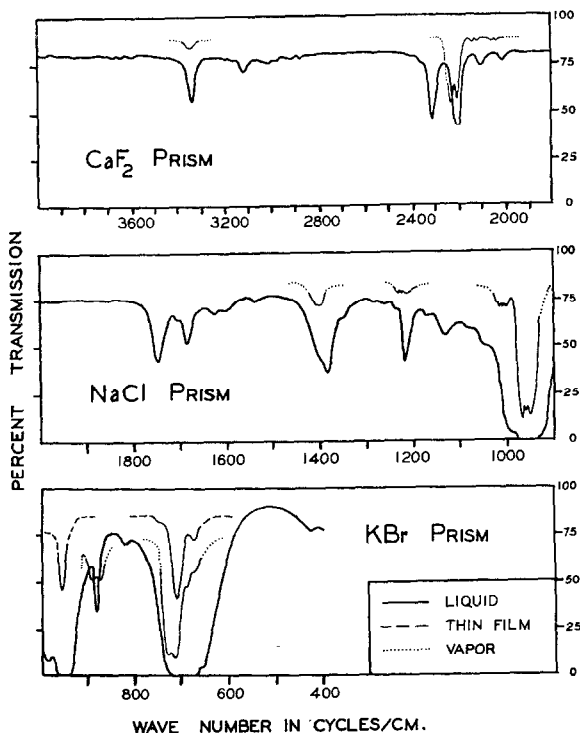 100
75
50
25
0
CaF2 PRISM
3600 3200 2800 2400 2000
100
75
50
25
0
NaCl PRISM
1800 1600 1400 1200 1000
100
75
50
25
0
KBr PRISM
LIQUID
THIN FILM
VAPOR
800 600 400
PERCENT TRANSMISSION
WAVE NUMBER IN CYCLES/CM.